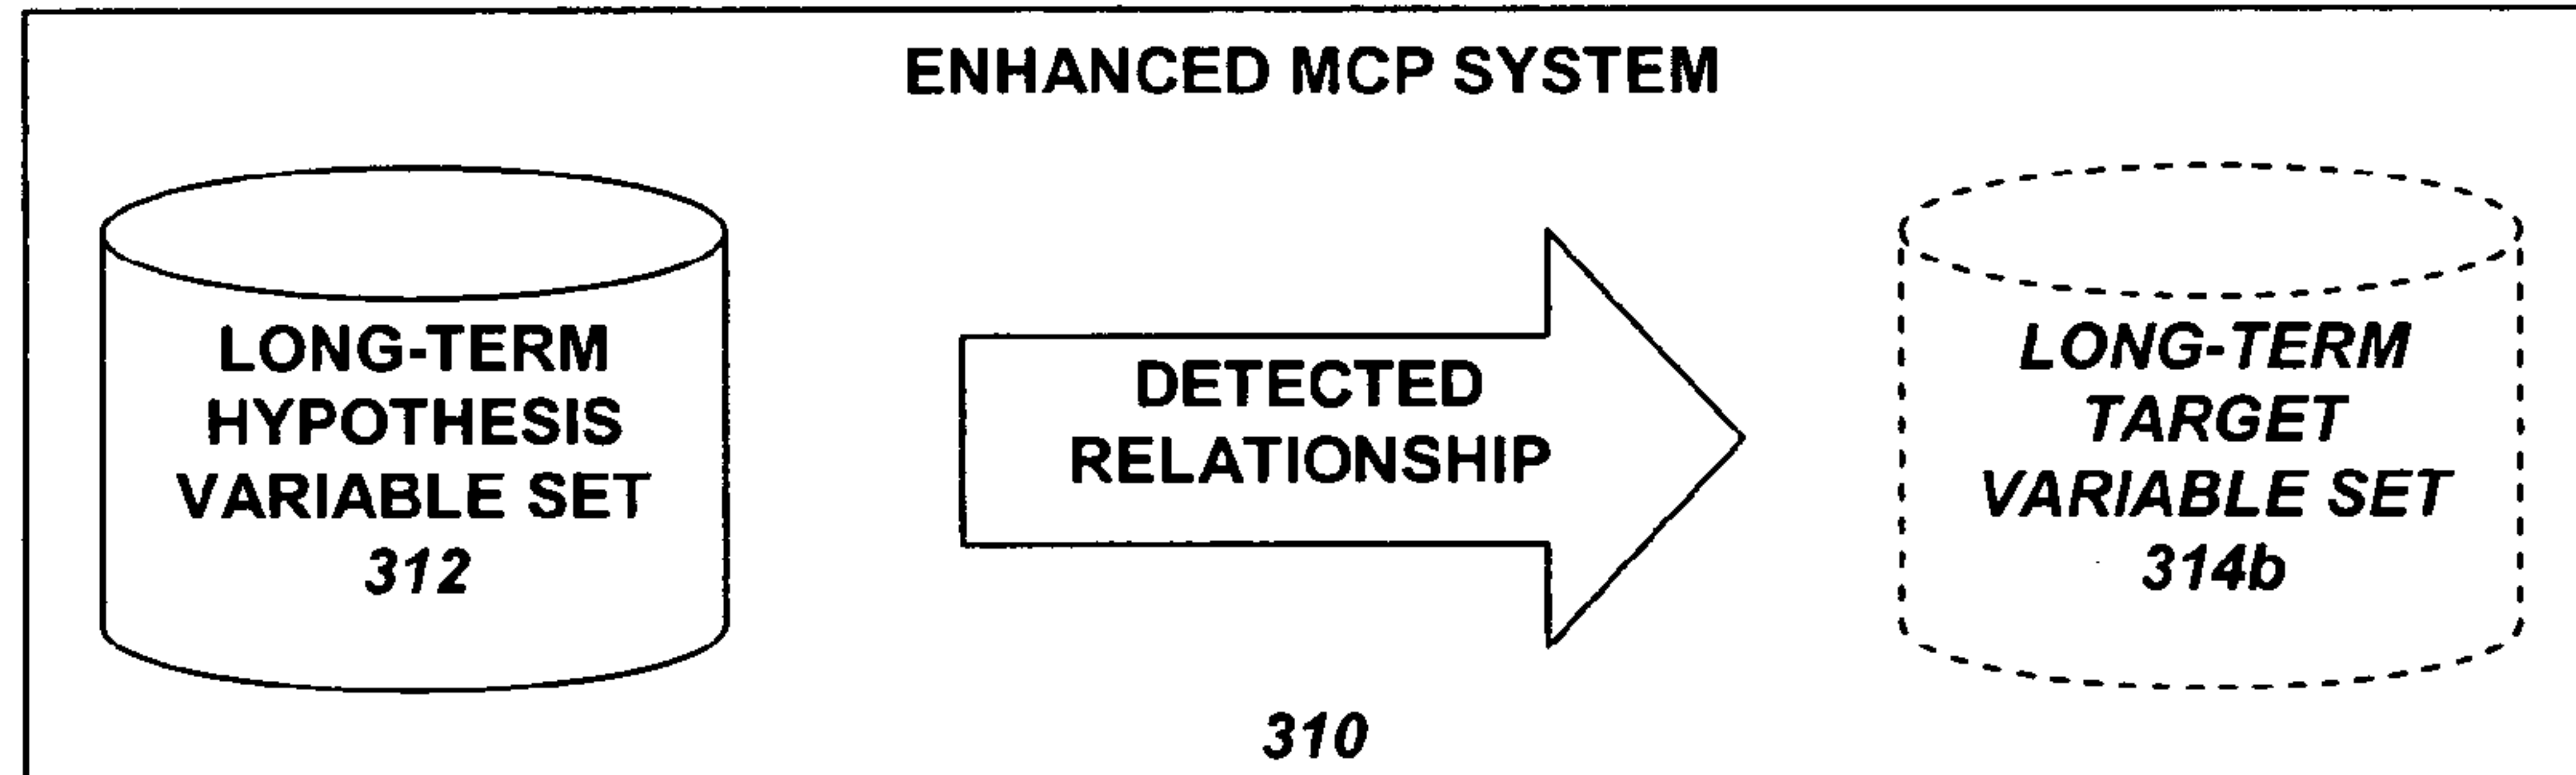 ENHANCED MCP SYSTEM
LONG-TERM
HYPOTHESIS
VARIABLE SET
312
DETECTED
RELATIONSHIP
LONG-TERM
TARGET
VARIABLE SET
314b
310